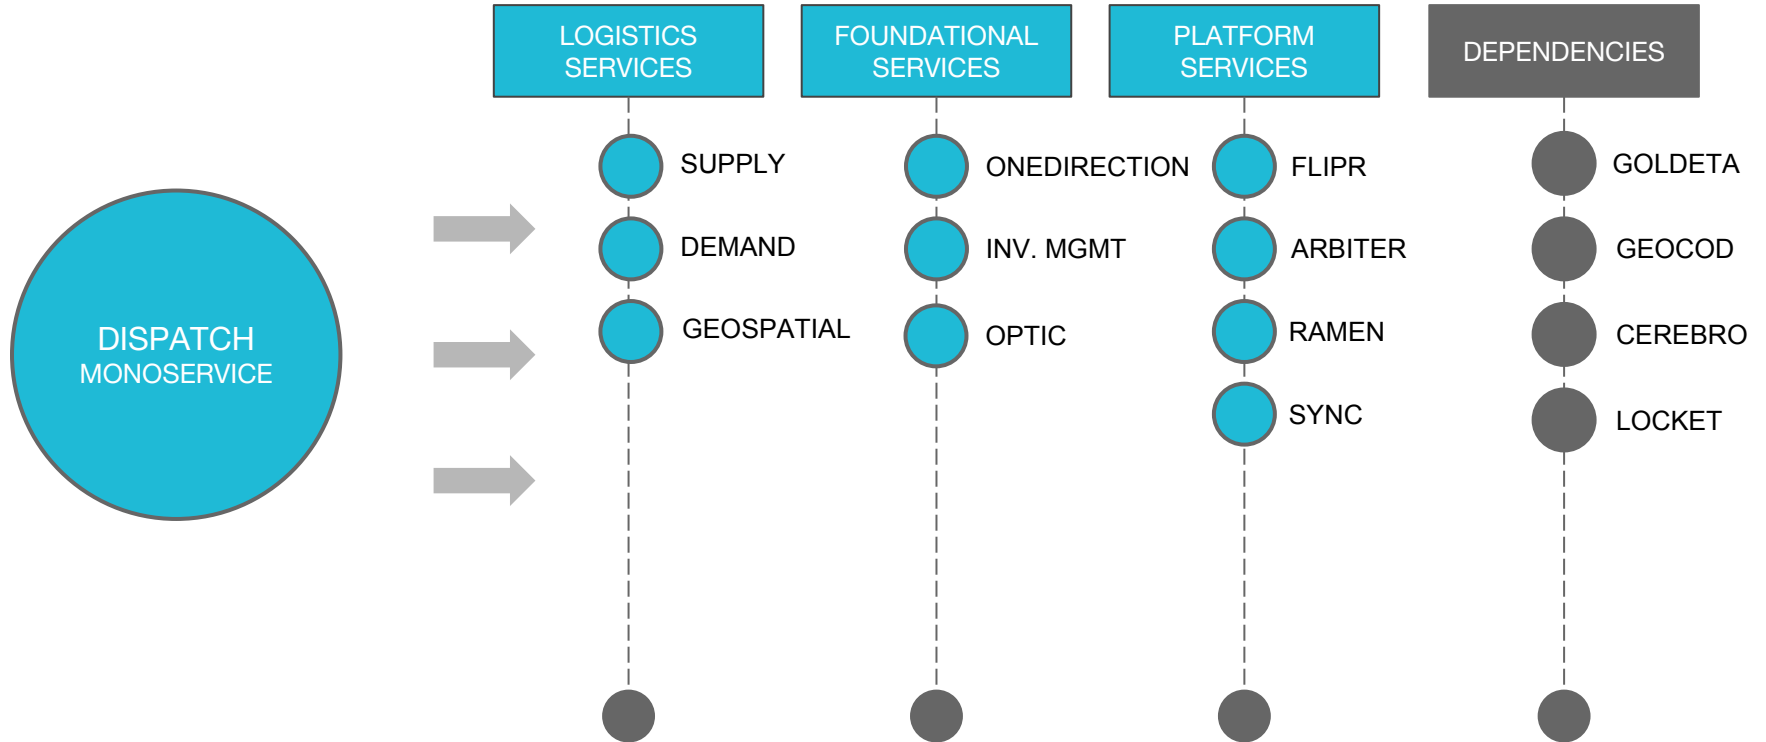 DISPATCH
MONOSERVICE
LOGISTICS
SERVICES
SUPPLY
DEMAND
GEOSPATIAL
FOUNDATIONAL
SERVICES
ONEDIRECTION
INV. MGMT
OPTIC
PLATFORM
SERVICES
FLIPR
ARBITER
RAMEN
SYNC
DEPENDENCIES
GOLDETA
GEOCOD
CEREBRO
LOCKET